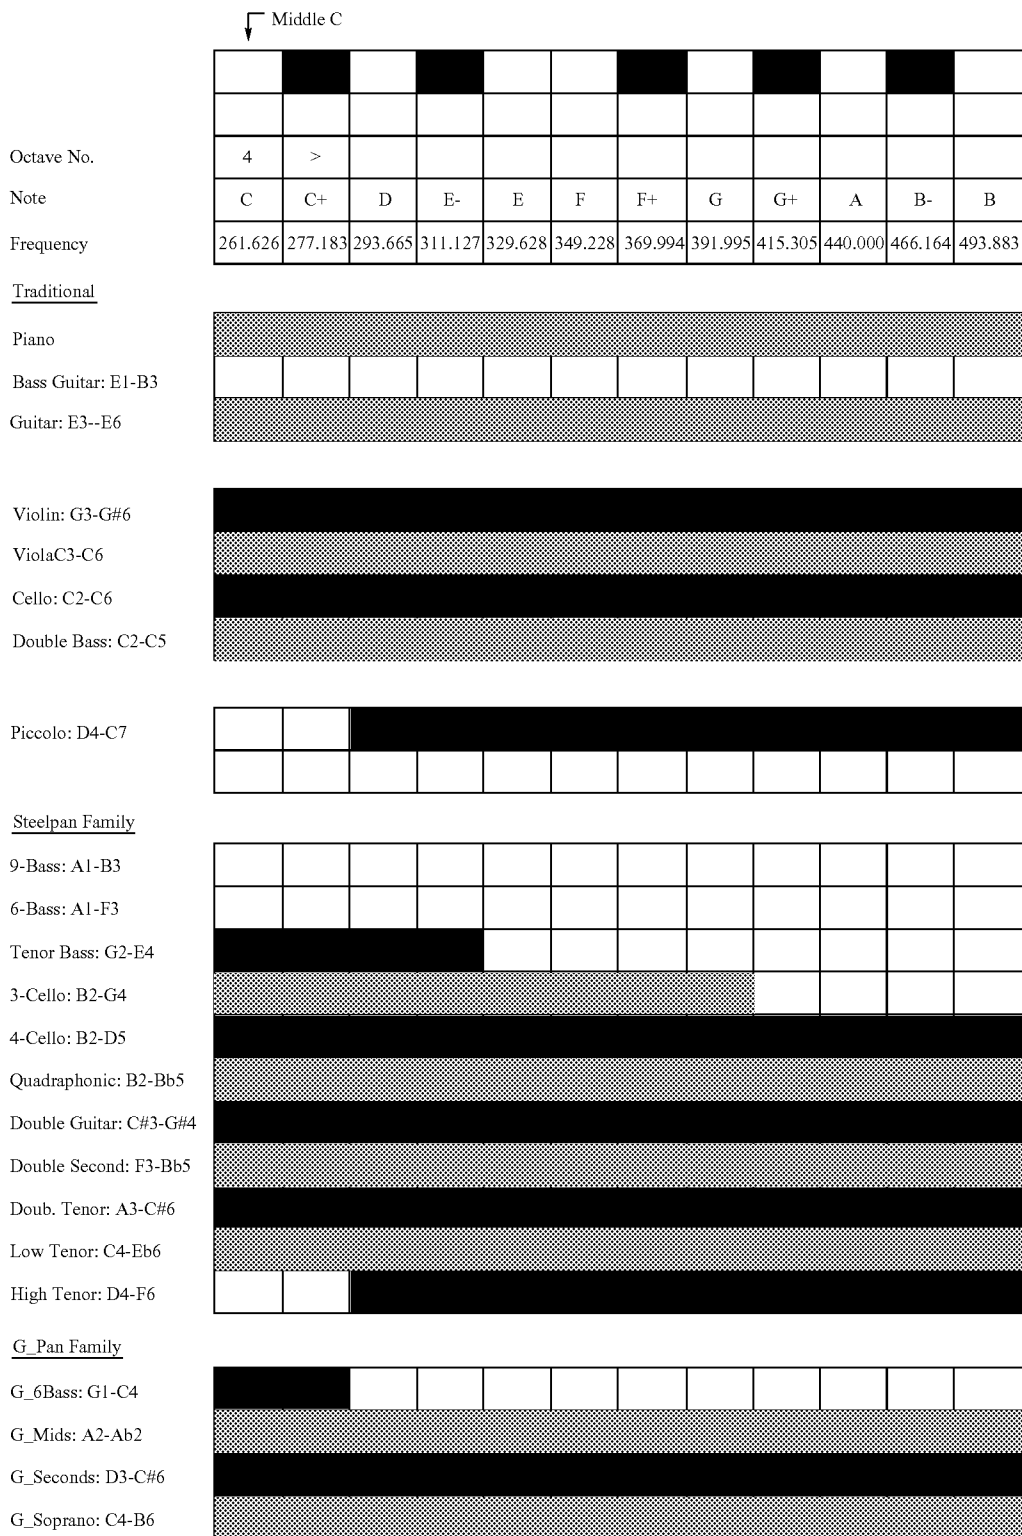 Middle C
Octave No. 4 >
Note C C+ D E- E F F+ G G+ A B- B
Frequency 261.626 277.183 293.665 311.127 329.628 349.228 369.994 391.995 415.305 440.000 466.164 493.883
Traditional
Piano
Bass Guitar: E1-B3
Guitar: E3--E6
Violin: G3-G#6
ViolaC3-C6
Cello: C2-C6
Double Bass: C2-C5
Piccolo: D4-C7
Steelpan Family
9-Bass: A1-B3
6-Bass: A1-F3
Tenor Bass: G2-E4
3-Cello: B2-G4
4-Cello: B2-D5
Quadraphonic: B2-Bb5
Double Guitar: C#3-G#4
Double Second: F3-Bb5
Doub. Tenor: A3-C#6
Low Tenor: C4-Eb6
High Tenor: D4-F6
G_Pan Family
G_6Bass: G1-C4
G_Mids: A2-Ab2
G_Seconds: D3-C#6
G_Soprano: C4-B6